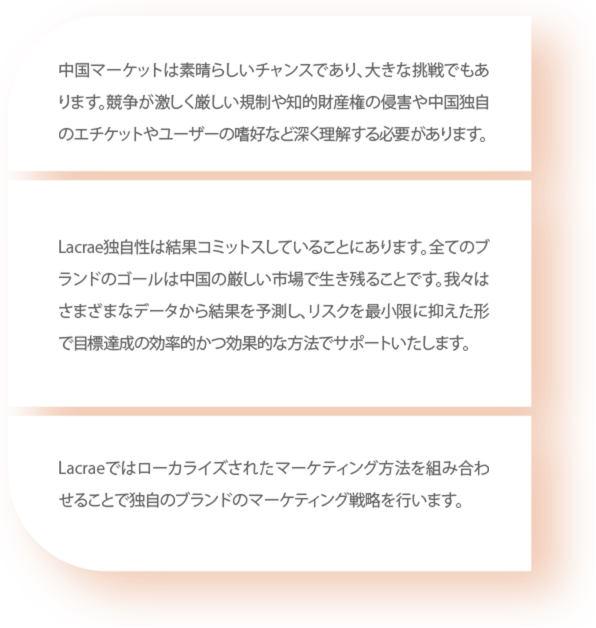 中国マーケットは素晴らしいチャンスであり、大きな挑戦でもあ
ります。競争が激しく厳しい規制や知的財産権の侵害や中国独自
のエチケットやユーザーの嗜好など深く理解する必要があります。
Lacrae独自性は結果コミットスしていることにあります。全てのブ
ランドのゴールは中国の厳しい市場で生き残ることです。我々は
さまざまなデータから結果を予測し、リスクを最小限に抑えた形
で目標達成の効率的かつ効果的な方法でサポートいたします。
Lacraeではローカライズされたマーケティング方法を組み合わ
せることで独自のブランドのマーケティング戦略を行います。